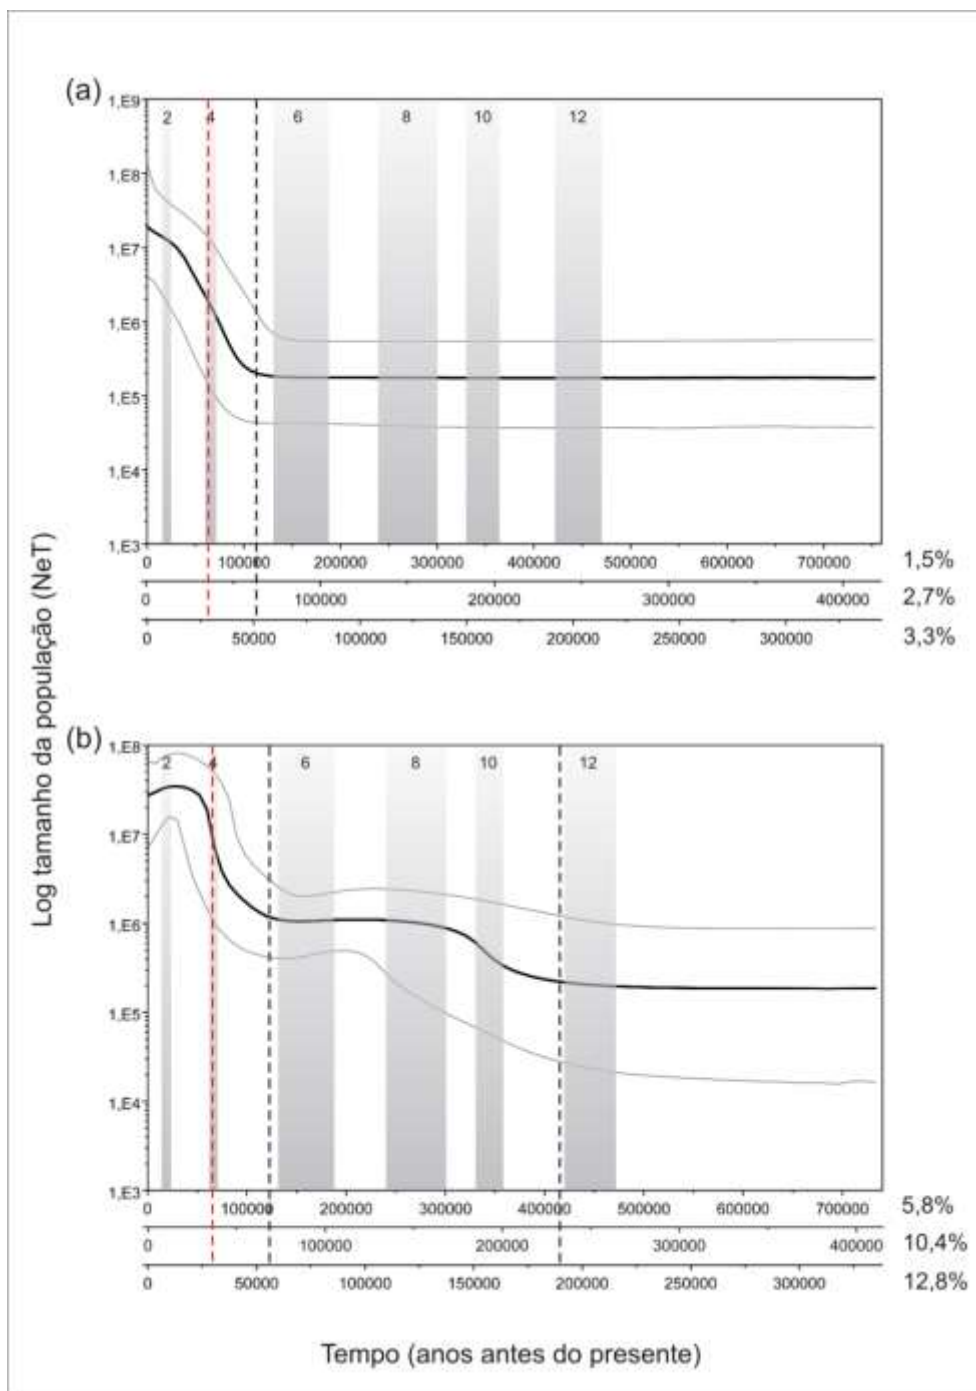 (a)
1,E9
2 4 6 8 10 12
1,E8
1,E7
1,E6
1,E5
1,E4
1,E3
0 100000 200000 300000 400000 500000 600000 700000
1,5%
0 100000 200000 300000 400000
2,7%
0 50000 100000 150000 200000 250000 300000
3,3%
Log tamanho da população (NeT)
(b)
1,E8
2 4 6 8 10 12
1,E7
1,E6
1,E5
1,E4
1,E3
0 100000 200000 300000 400000 500000 600000 700000
5,8%
0 100000 200000 300000 400000
10,4%
0 50000 100000 150000 200000 250000 300000
12,8%
Tempo (anos antes do presente)